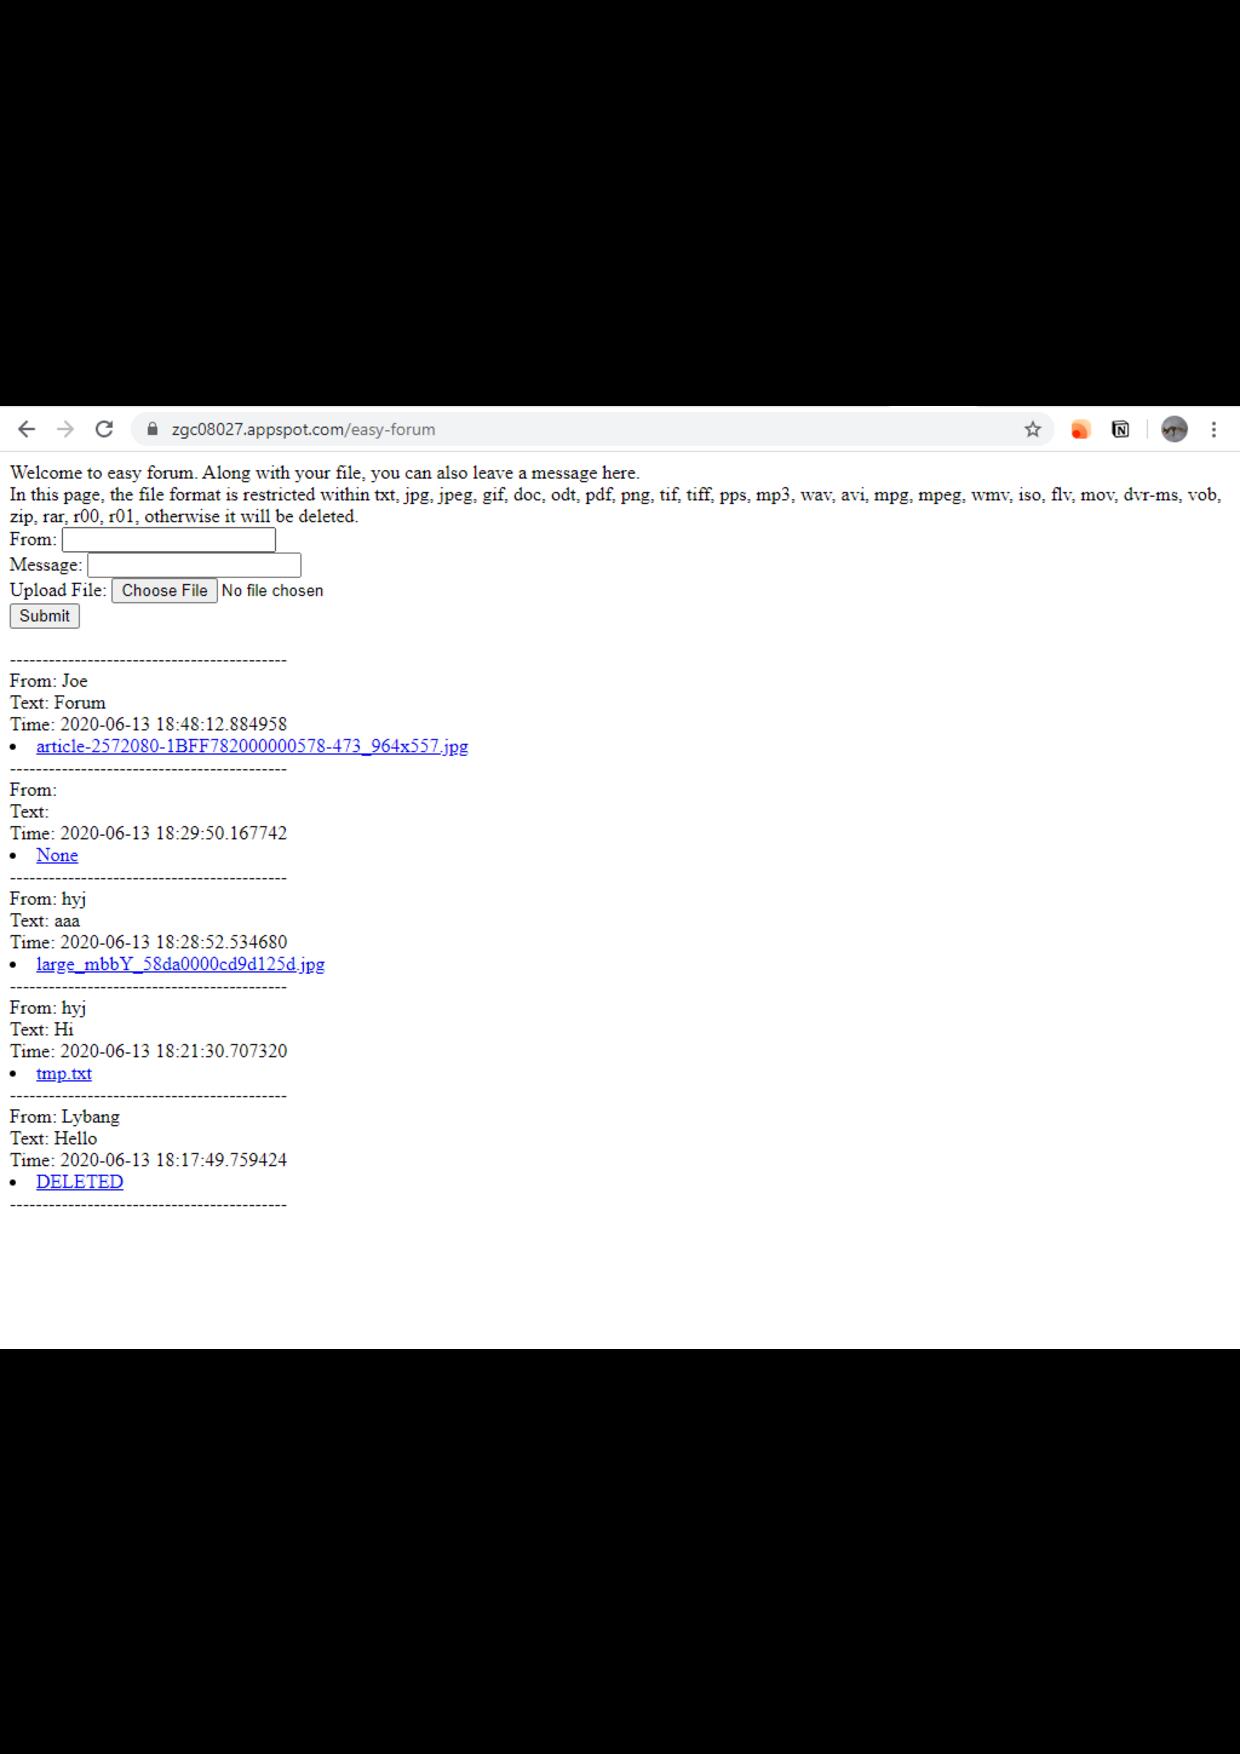 zgc08027.appspot.com/easy-forum
Welcome to easy forum. Along with your file, you can also leave a message here.
In this page, the file format is restricted within txt, jpg, jpeg, gif, doc, odt, pdf, png, tif, tiff, pps, mp3, wav, avi, mpg, mpeg, wmv, iso, flv, mov, dvr-ms, vob,
zip, rar, r00, r01, otherwise it will be deleted.
From:
Message:
Upload File: Choose File No file chosen
Submit
-------------------------------------------
From: Joe
Text: Forum
Time: 2020-06-13 18:48:12.884958
• article-2572080-1BFF782000000578-473_964x557.jpg
-------------------------------------------
From:
Text:
Time: 2020-06-13 18:29:50.167742
• None
-------------------------------------------
From: hyj
Text: aaa
Time: 2020-06-13 18:28:52.534680
• large_mbbY_58da0000cd9d125d.jpg
-------------------------------------------
From: hyj
Text: Hi
Time: 2020-06-13 18:21:30.707320
• tmp.txt
-------------------------------------------
From: Lybang
Text: Hello
Time: 2020-06-13 18:17:49.759424
• DELETED
-------------------------------------------